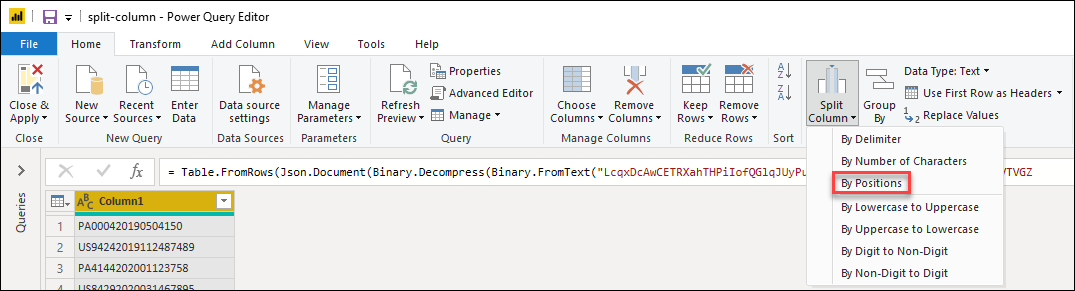 split-column - Power Query Editor
File Home Transform Add Column View Tools Help
Close & Apply New Source Recent Sources Enter Data Data source settings Manage Parameters Refresh Preview Properties Advanced Editor Manage Choose Columns Remove Columns Keep Rows Remove Rows Split Column Group By Data Type: Text Use First Row as Headers Replace Values
Close New Query Data Sources Parameters Query Manage Columns Reduce Rows Sort
By Delimiter
By Number of Characters
By Positions
By Lowercase to Uppercase
By Uppercase to Lowercase
By Digit to Non-Digit
By Non-Digit to Digit
Queries
fx = Table.FromRows(Json.Document(Binary.Decompress(Binary.FromText("LcqxDcAwCETRXahTHPiIofQGlqJUyPu
ABC Column1
1 PA000420190504150
2 US94242019112487489
3 PA4144202001123758
4 US84292020031467895